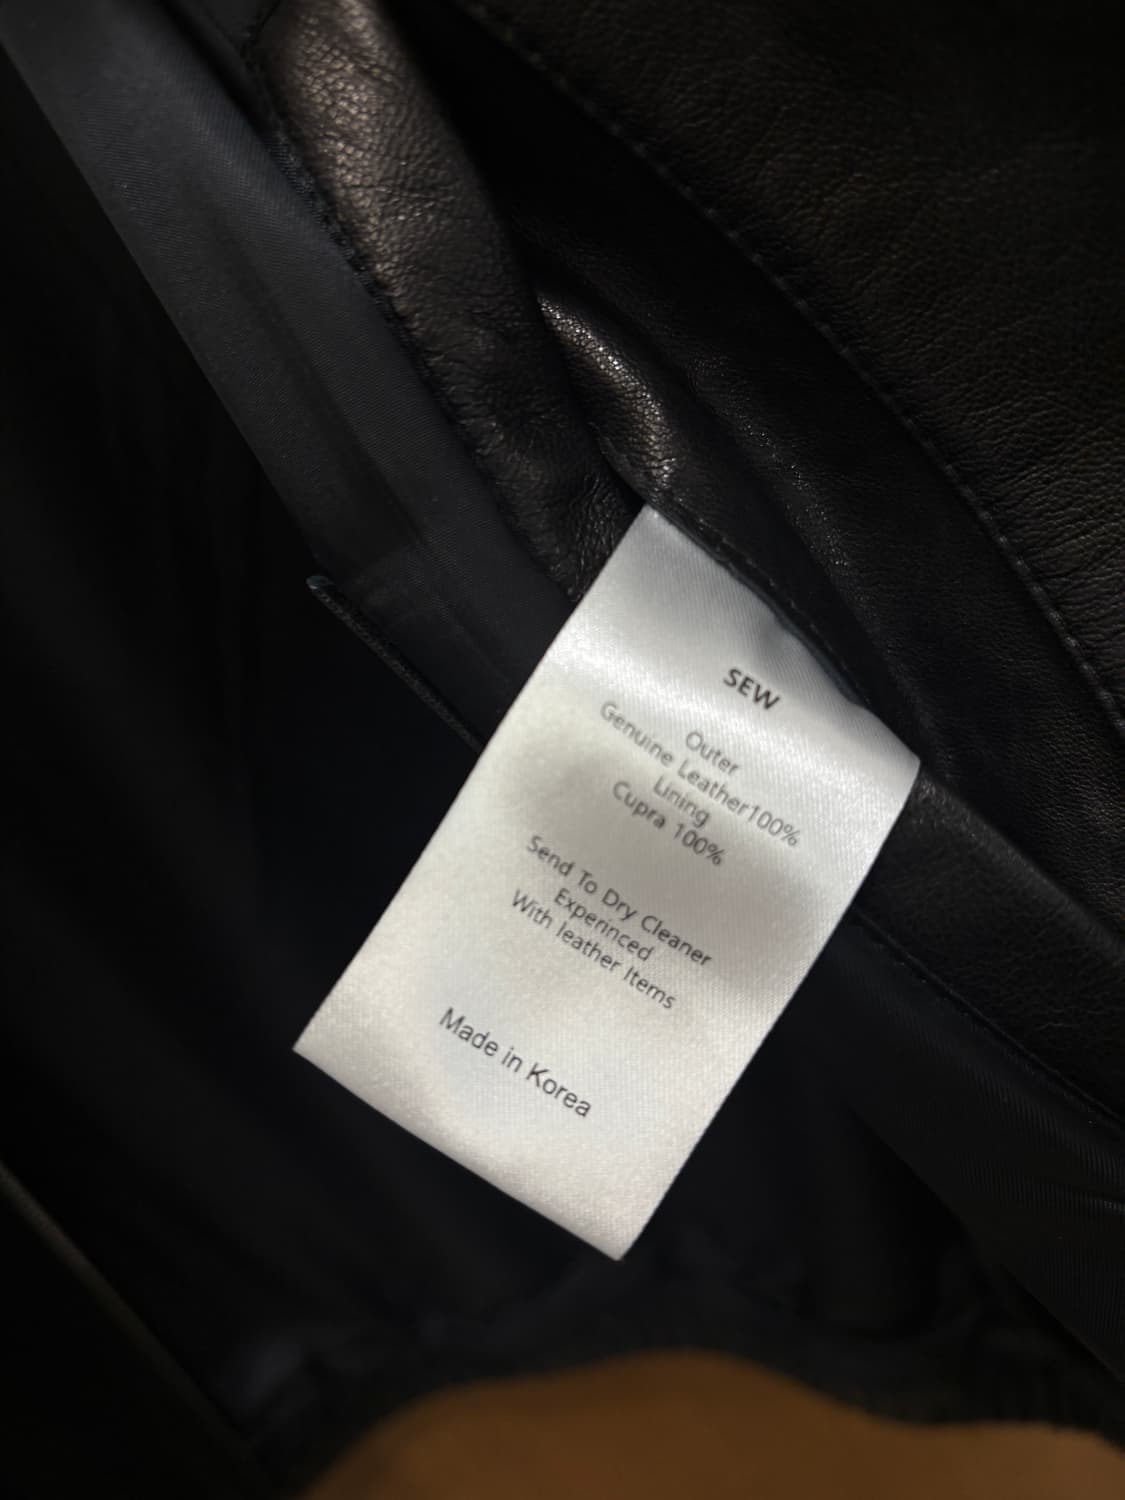 SEW
Outer
Genuine Leather100%
Lining
Cupra 100%
Send To Dry Cleaner
Experinced
With leather Items
Made in Korea